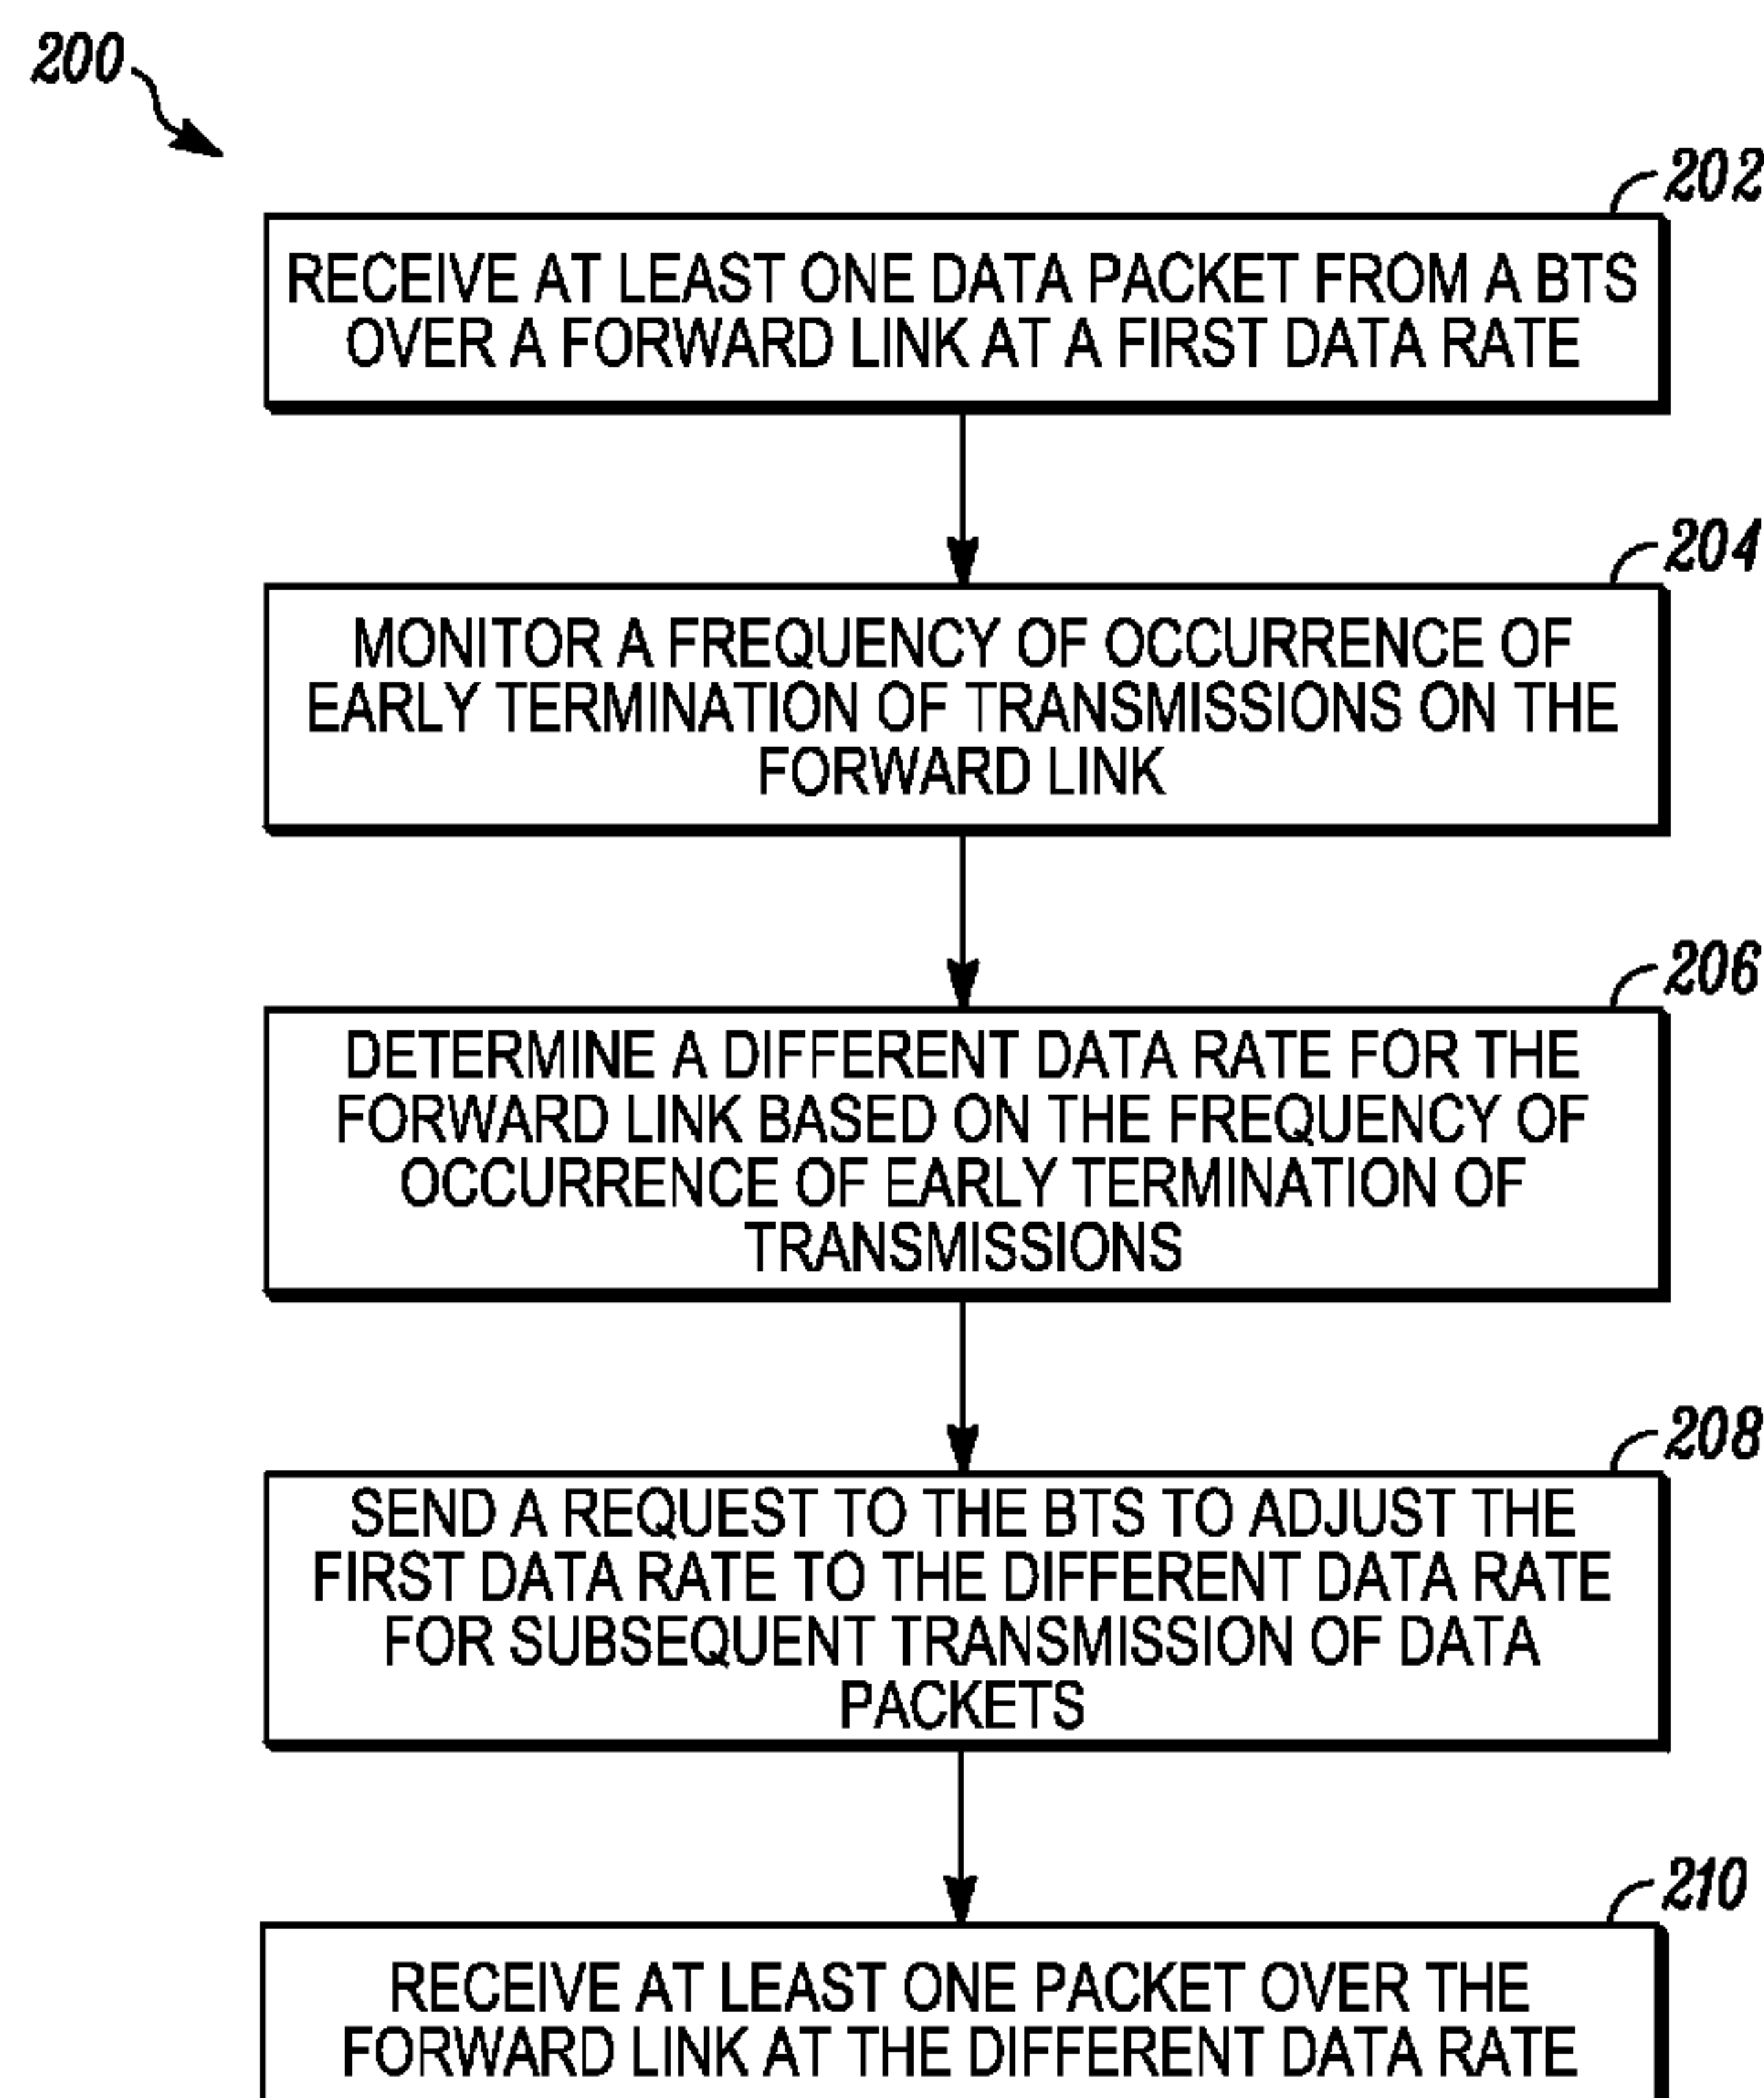 200
202
RECEIVE AT LEAST ONE DATA PACKET FROM A BTS
OVER A FORWARD LINK AT A FIRST DATA RATE
204
MONITOR A FREQUENCY OF OCCURRENCE OF
EARLY TERMINATION OF TRANSMISSIONS ON THE
FORWARD LINK
206
DETERMINE A DIFFERENT DATA RATE FOR THE
FORWARD LINK BASED ON THE FREQUENCY OF
OCCURRENCE OF EARLY TERMINATION OF
TRANSMISSIONS
208
SEND A REQUEST TO THE BTS TO ADJUST THE
FIRST DATA RATE TO THE DIFFERENT DATA RATE
FOR SUBSEQUENT TRANSMISSION OF DATA
PACKETS
210
RECEIVE AT LEAST ONE PACKET OVER THE
FORWARD LINK AT THE DIFFERENT DATA RATE